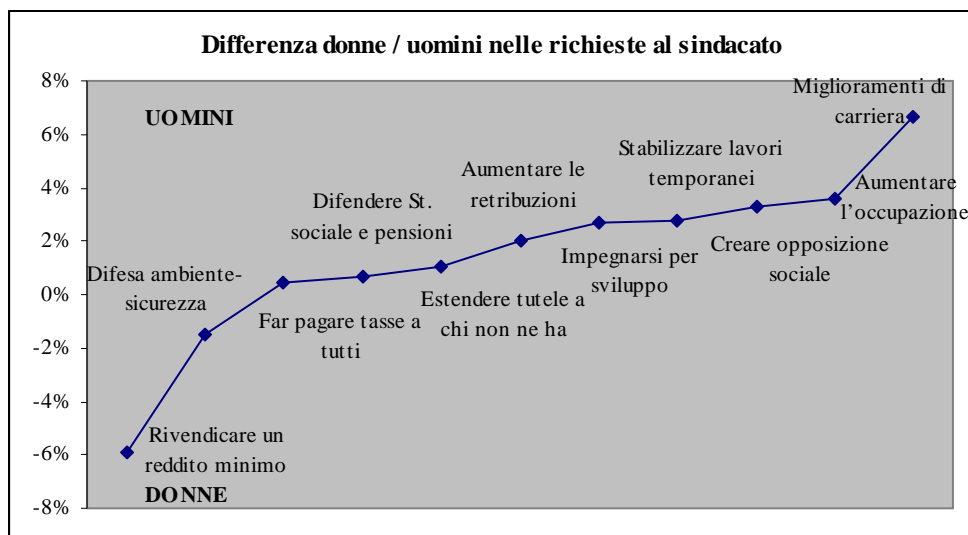 Differenza donne / uomini nelle richieste al sindacato
8%
6%
4%
2%
0%
-2%
-4%
-6%
-8%
UOMINI
Miglioramenti di
carriera
Stabilizzare lavori
temporanei
Aumentare le
retribuzioni
Aumentare
l’occupazione
Difendere St.
sociale e pensioni
Creare opposizione
sociale
Impegnarsi per
sviluppo
Difesa ambiente-
sicurezza
Estendere tutele a
chi non ne ha
Far pagare tasse a
tutti
Rivendicare un
reddito minimo
DONNE